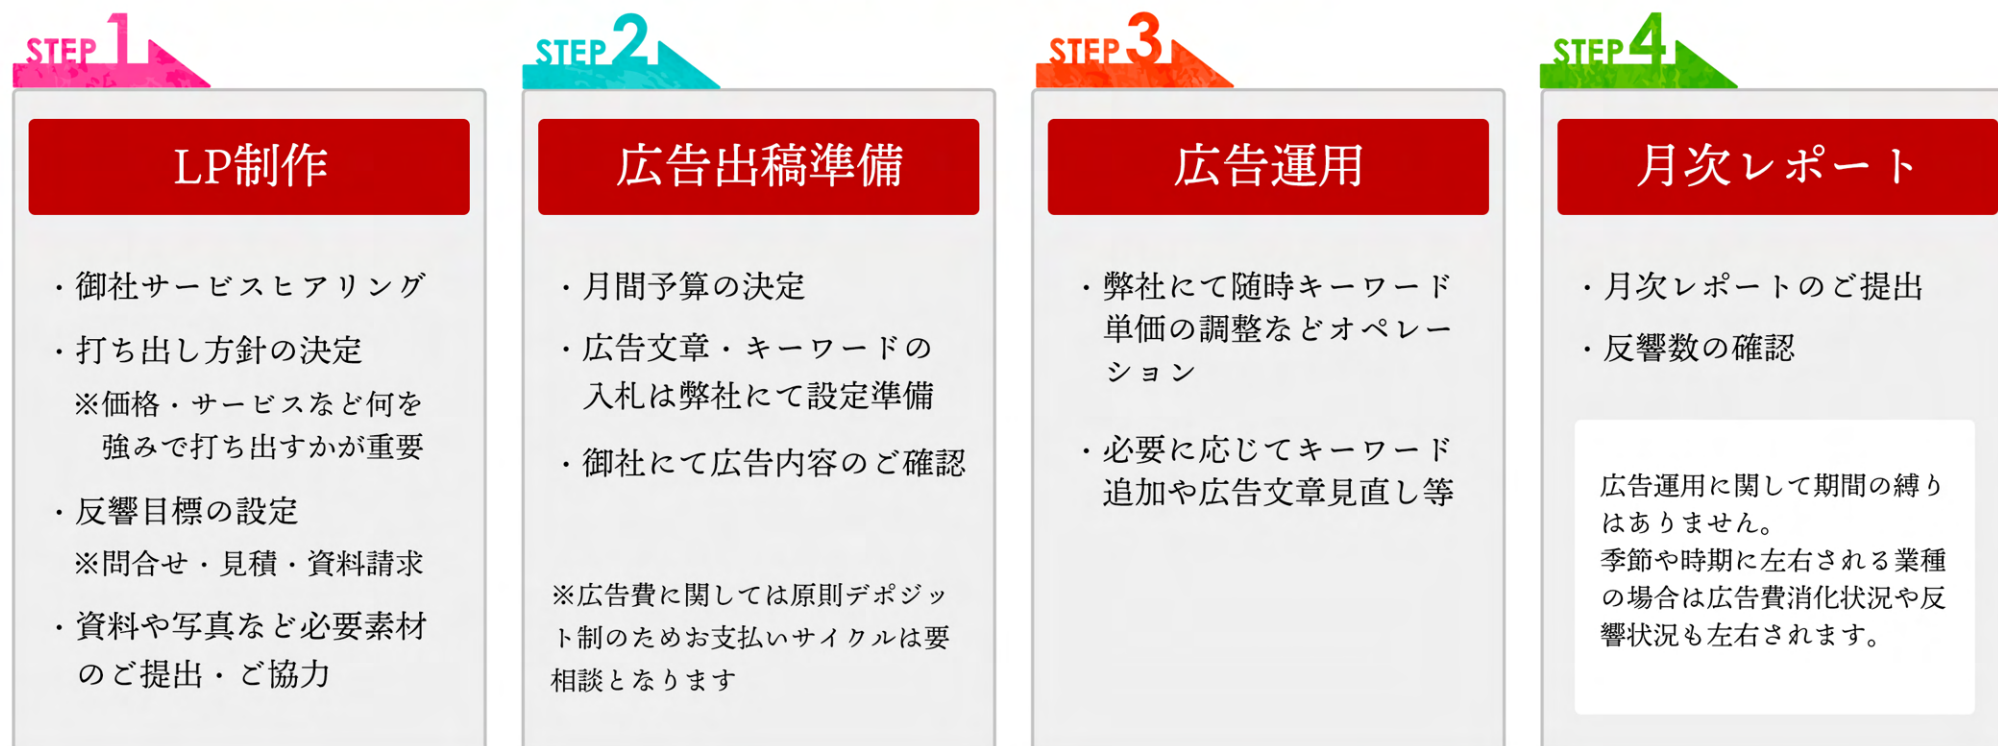 STEP 1
LP制作
・御社サービスヒアリング
・打ち出し方針の決定
※価格・サービスなど何を
強みで打ち出すかが重要
・反響目標の設定
※問合せ・見積・資料請求
・資料や写真など必要素材
のご提出・ご協力
STEP 2
広告出稿準備
・月間予算の決定
・広告文章・キーワードの
入札は弊社にて設定準備
・御社にて広告内容のご確認
※広告費に関しては原則デポジッ
ト制のためお支払いサイクルは要
相談となります
STEP 3
広告運用
・弊社にて随時キーワード
単価の調整などオペレー
ション
・必要に応じてキーワード
追加や広告文章見直し等
STEP 4
月次レポート
・月次レポートのご提出
・反響数の確認
広告運用に関して期間の縛り
はありません。
季節や時期に左右される業種
の場合は広告費消化状況や反
響状況も左右されます。